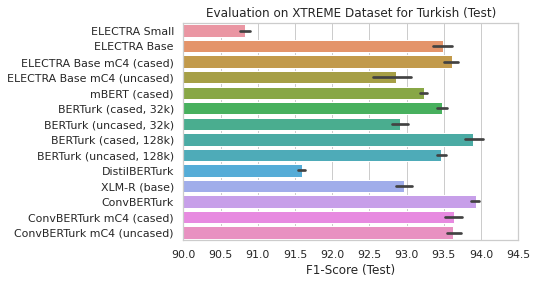 Evaluation on XTREME Dataset for Turkish (Test)
ELECTRA Small
ELECTRA Base
ELECTRA Base mC4 (cased)
ELECTRA Base mC4 (uncased)
mBERT (cased)
BERTurk (cased, 32k)
BERTurk (uncased, 32k)
BERTurk (cased, 128k)
BERTurk (uncased, 128k)
DistilBERTurk
XLM-R (base)
ConvBERTurk
ConvBERTurk mC4 (cased)
ConvBERTurk mC4 (uncased)
90.0 90.5 91.0 91.5 92.0 92.5 93.0 93.5 94.0 94.5
F1-Score (Test)